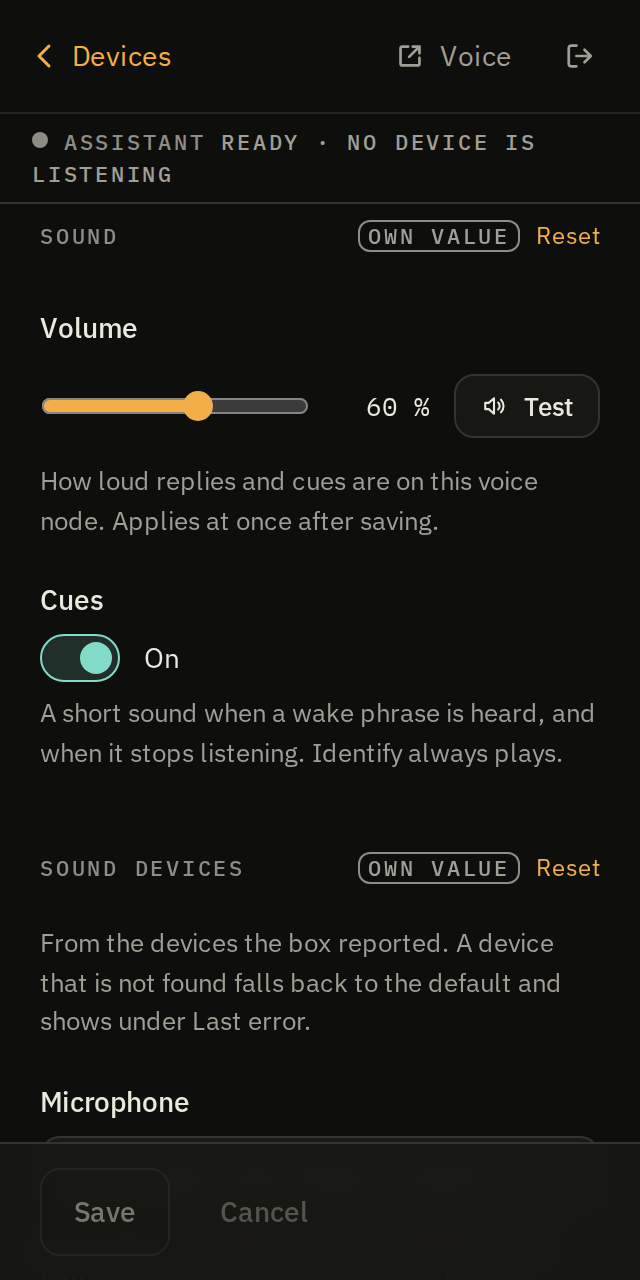 Devices
Voice
ASSISTANT READY · NO DEVICE IS
LISTENING
SOUND
OWN VALUE
Reset
Volume
60 %
Test
How loud replies and cues are on this voice
node. Applies at once after saving.
Cues
On
A short sound when a wake phrase is heard, and
when it stops listening. Identify always plays.
SOUND DEVICES
OWN VALUE
Reset
From the devices the box reported. A device
that is not found falls back to the default and
shows under Last error.
Microphone
Save
Cancel